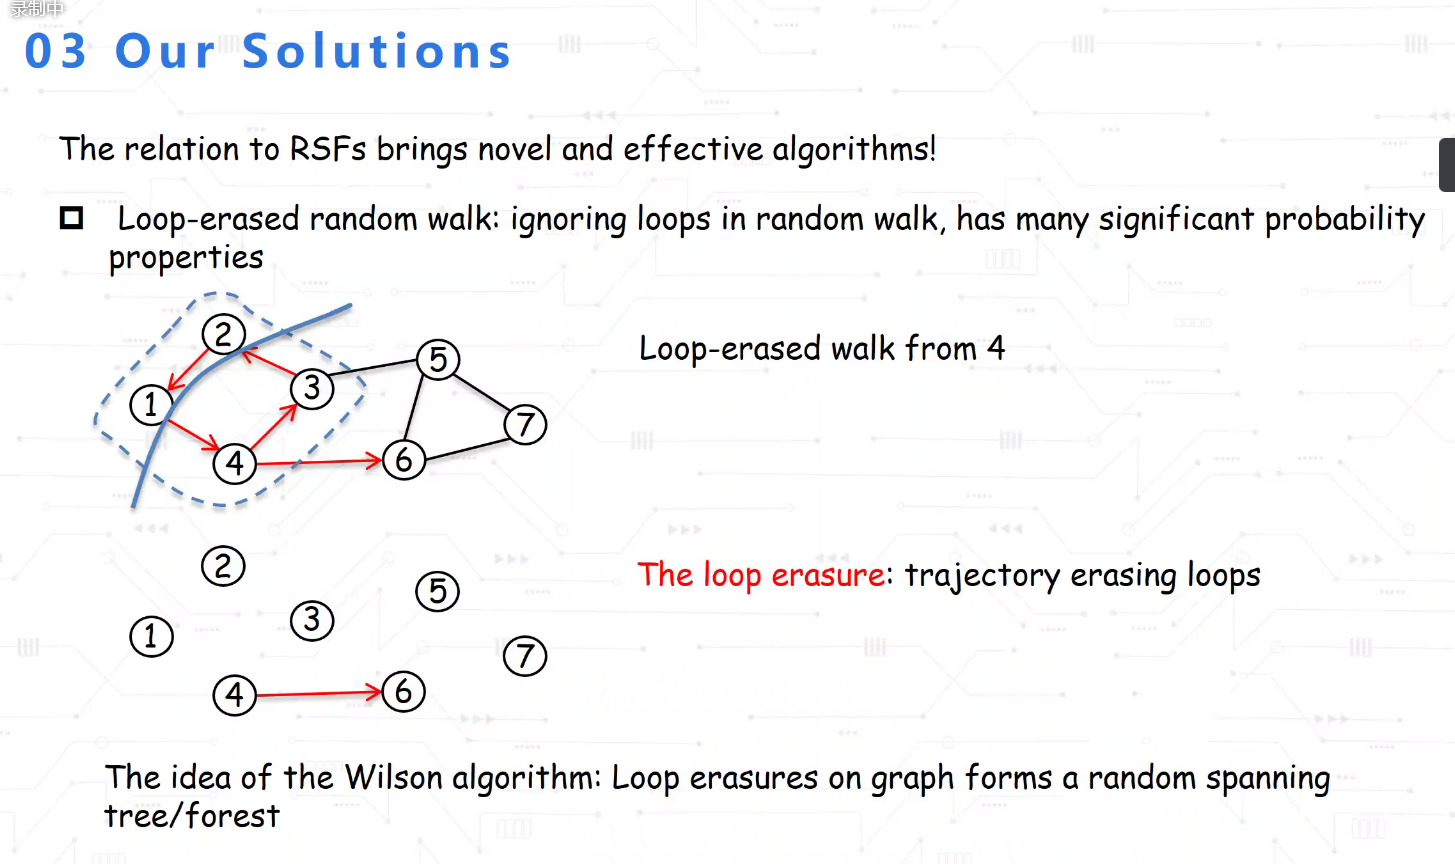 录制中
03 Our Solutions
The relation to RSFs brings novel and effective algorithms!
Loop-erased random walk: ignoring loops in random walk, has many significant probability
properties
2
5
Loop-erased walk from 4
3
1
7
4
6
2
The loop erasure: trajectory erasing loops
5
3
1
7
4
6
The idea of the Wilson algorithm: Loop erasures on graph forms a random spanning
tree/forest